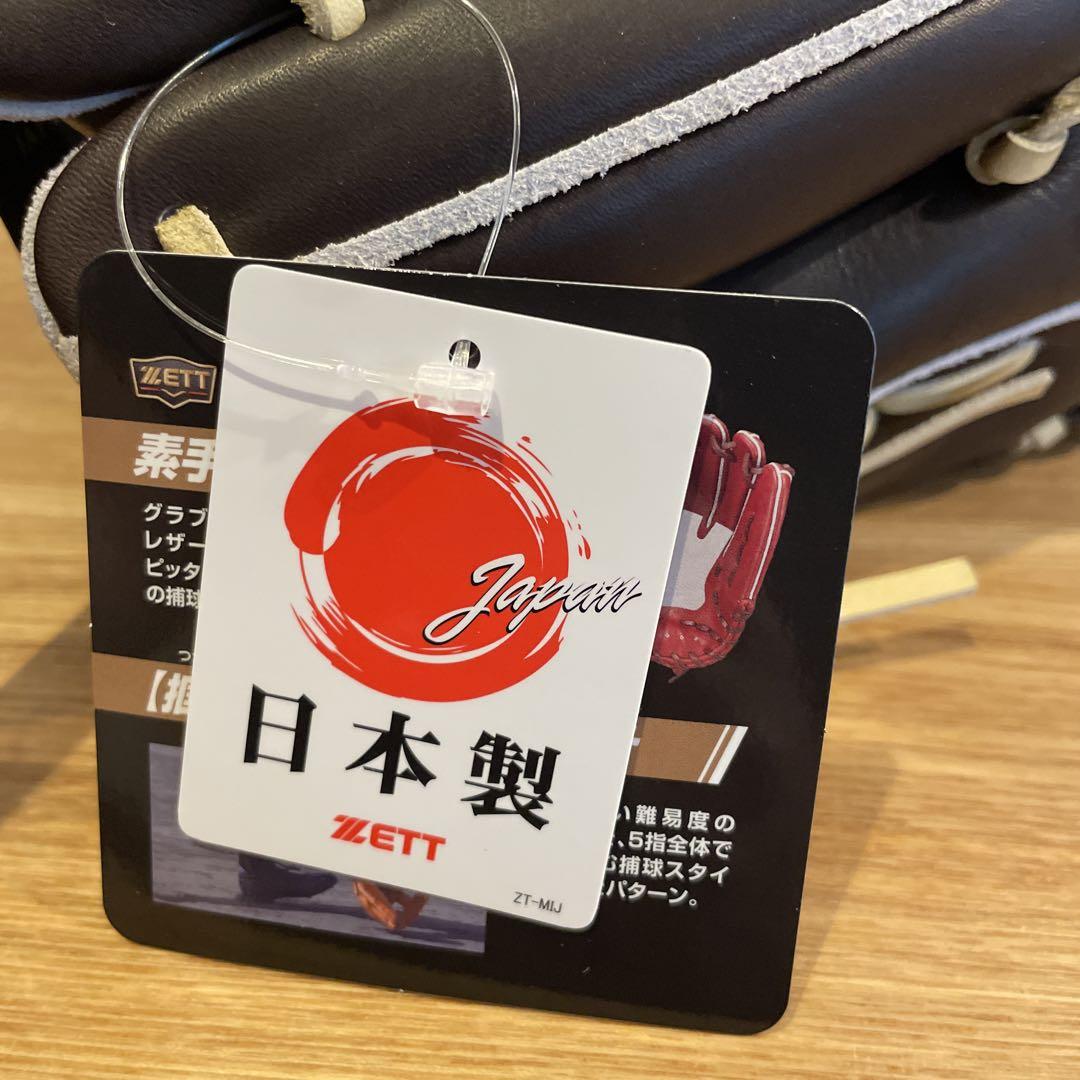 ZETT
素手
グラブ
レザー
ピッタ
の捕球
つ
Japan
日本製
ZETT
ZT-MIJ
い難易度の
、5指全体で
捕球スタイ
パターン。